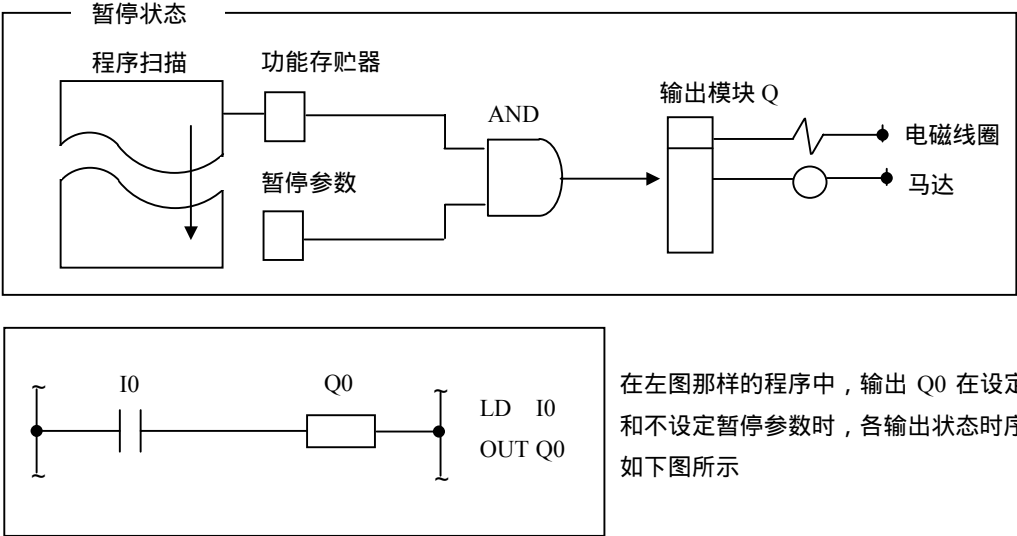 暂停状态
程序扫描
功能存贮器
输出模块 Q
AND
电磁线圈
暂停参数
马达
I0
Q0
LD I0
OUT Q0
在左图那样的程序中，输出 Q0 在设定
和不设定暂停参数时，各输出状态时序
如下图所示